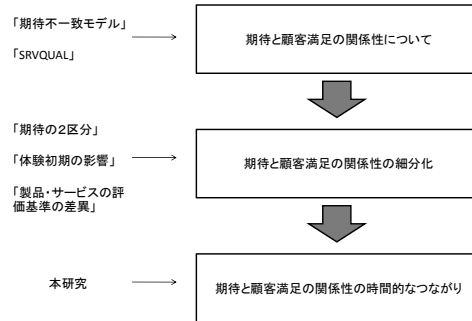 「期待不一致モデル」
「SRVQUAL」
期待と顧客満足の関係性について
「期待の２区分」
「体験初期の影響」
「製品・サービスの評
価基準の差異」
期待と顧客満足の関係性の細分化
本研究
期待と顧客満足の関係性の時間的なつながり